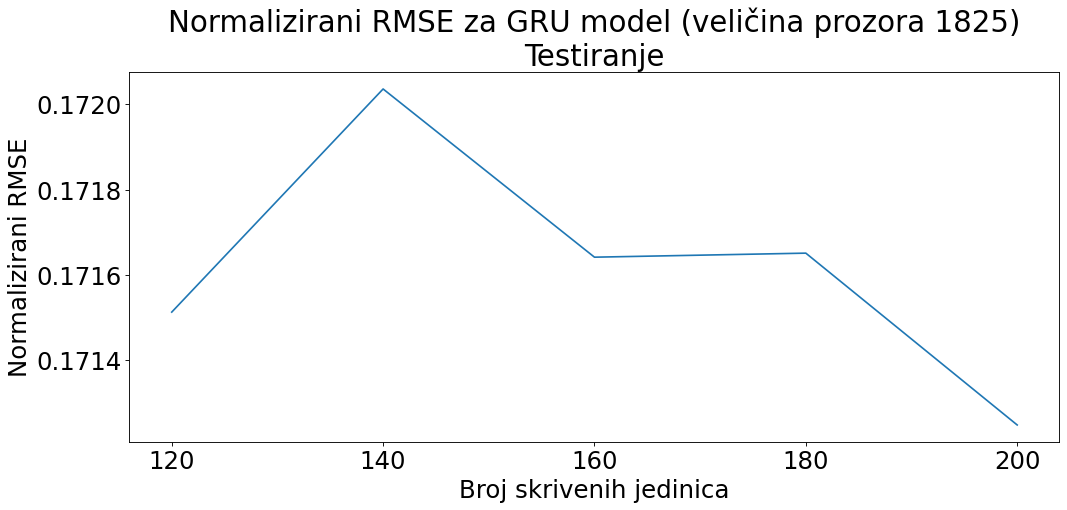 Normalizirani RMSE za GRU model (veličina prozora 1825)
Testiranje
Normalizirani RMSE
0.1720
0.1718
0.1716
0.1714
120 140 160 180 200
Broj skrivenih jedinica